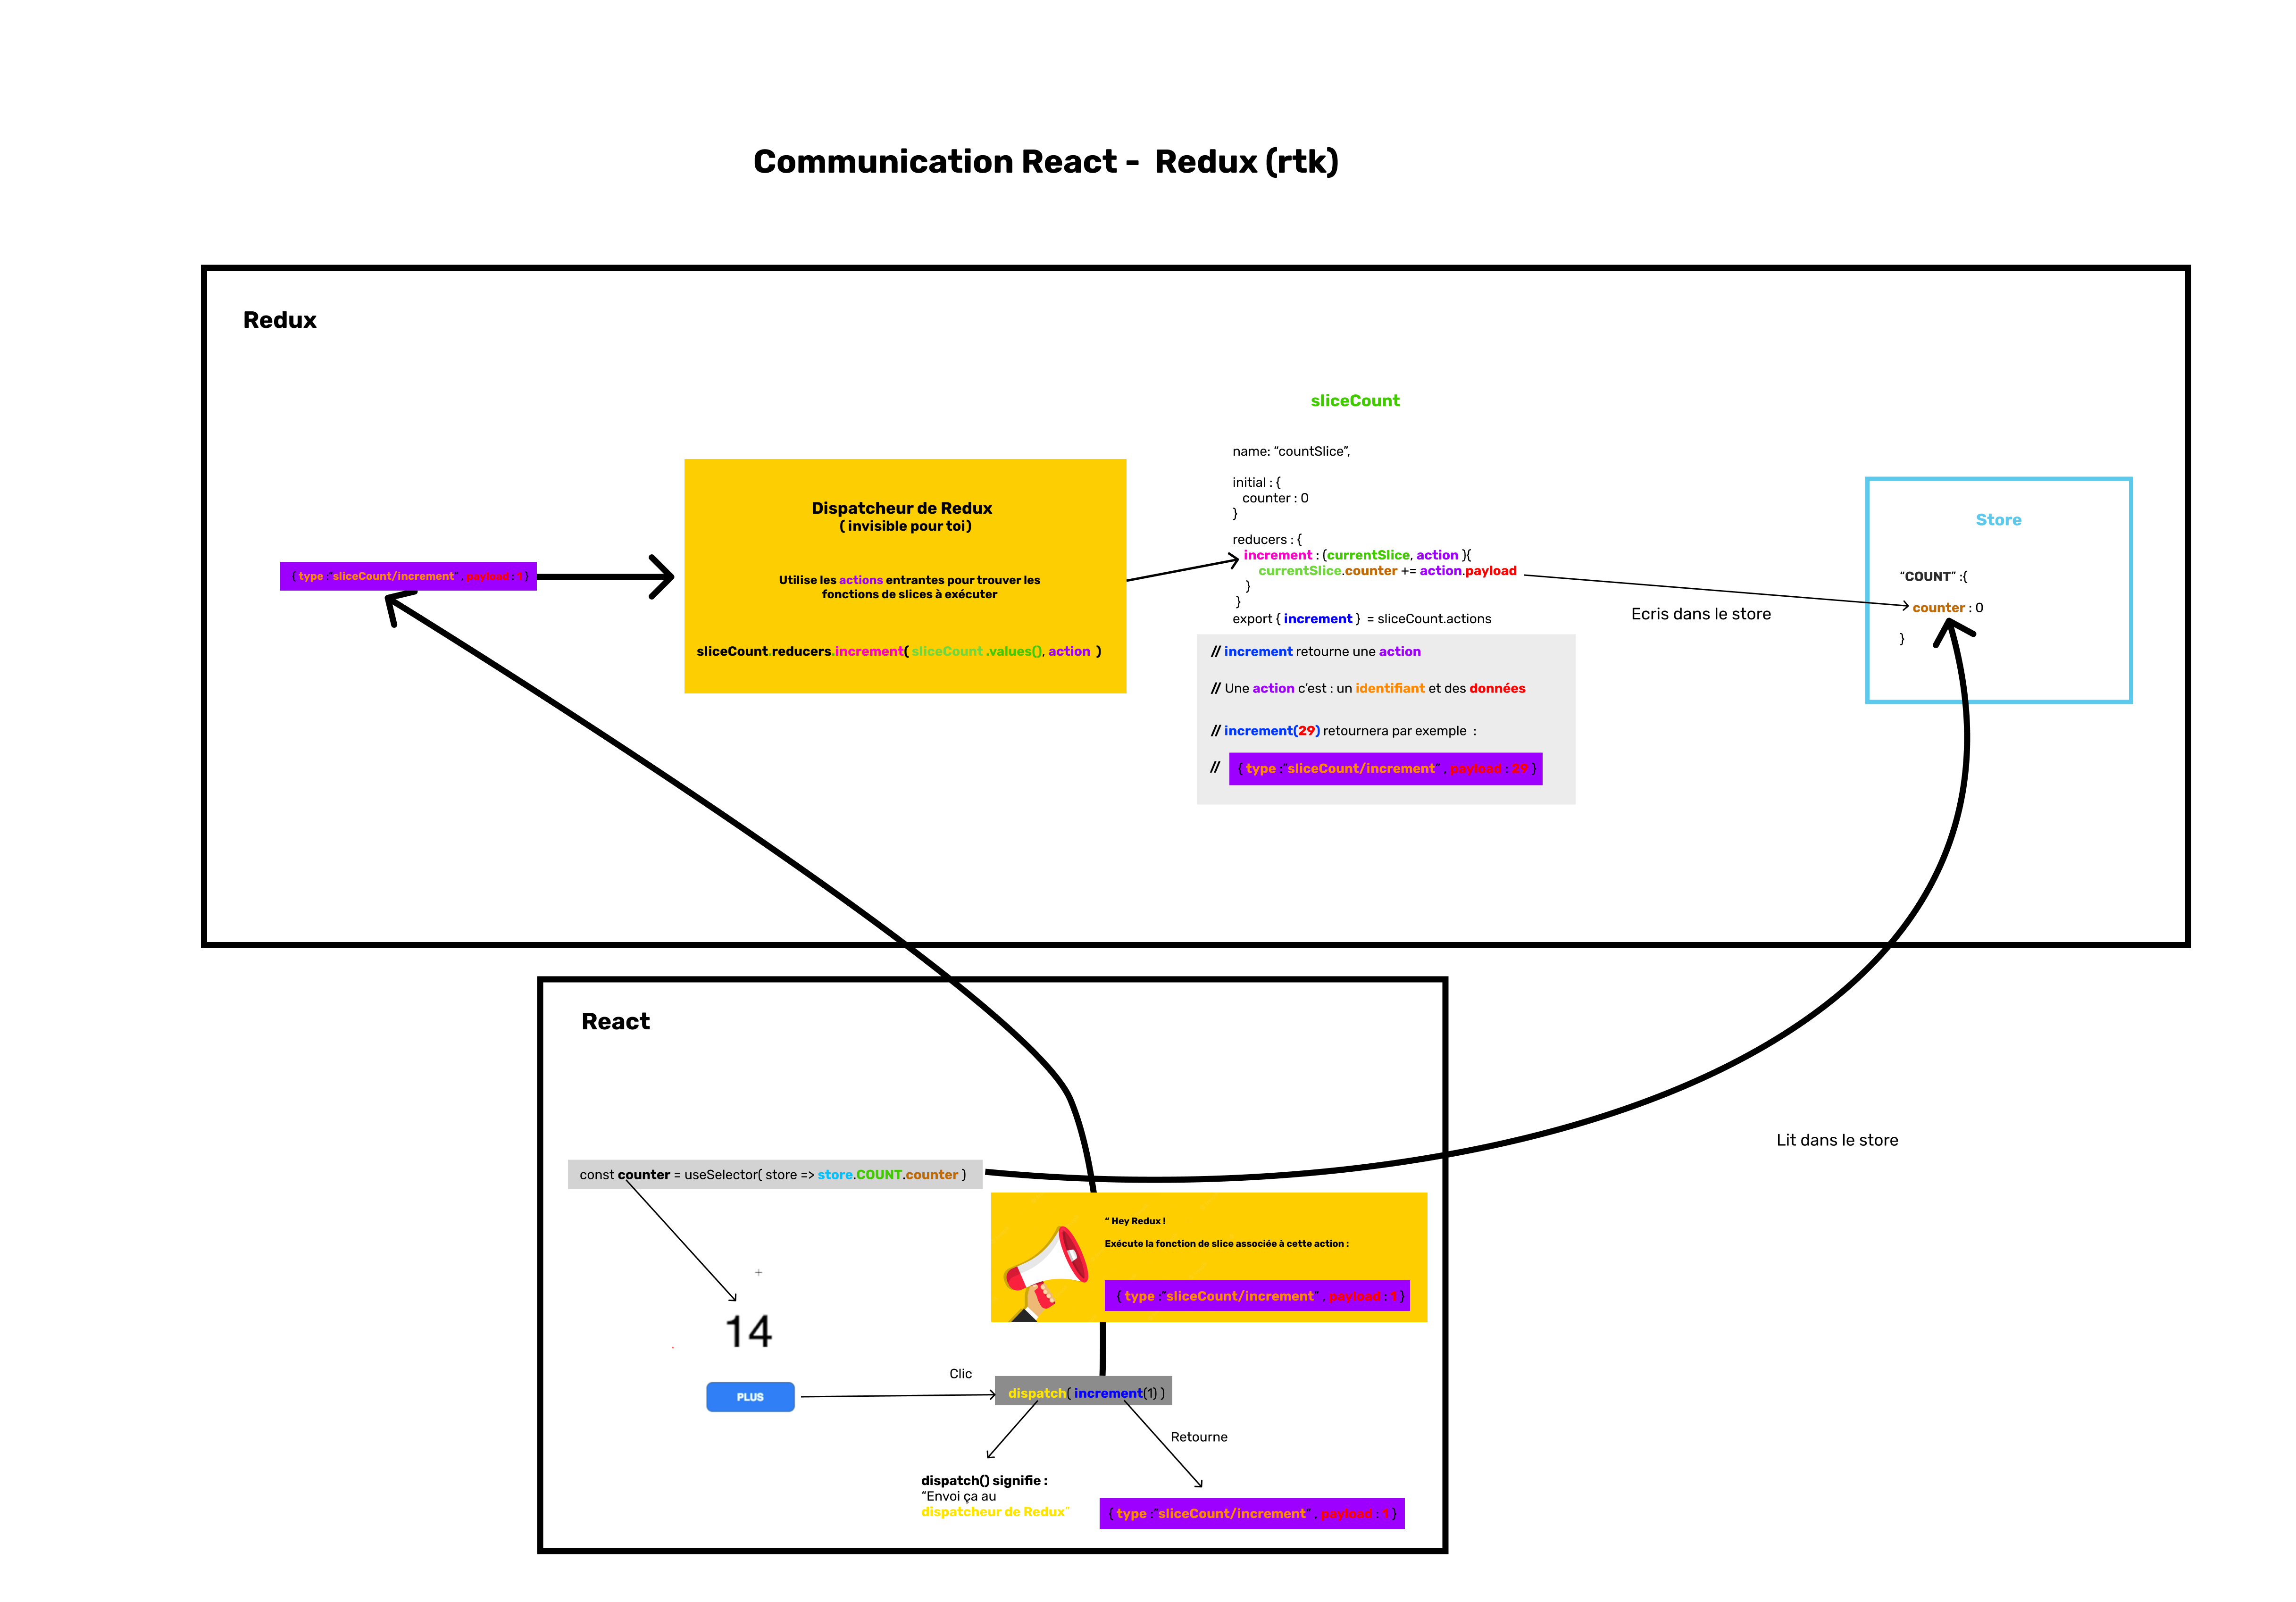 Communication React -  Redux (rtk)
Redux
{ type :"sliceCount/increment" , payload : 1 }
Dispatcheur de Redux
( invisible pour toi)
Utilise les actions entrantes pour trouver les
fonctions de slices à exécuter
sliceCount.reducers.increment( sliceCount .values(), action  )
sliceCount
name: “countSlice”,
initial : {
counter : 0
}
reducers : {
increment : (currentSlice, action ){
currentSlice.counter += action.payload
}
}
export { increment }  = sliceCount.actions
// increment retourne une action
// Une action c’est : un identifiant et des données
// increment(29) retournera par exemple  :
// { type :"sliceCount/increment" , payload : 29 }
Ecris dans le store
Store
“COUNT” :{
counter : 0
}
React
const counter = useSelector( store => store.COUNT.counter )
Lit dans le store
“ Hey Redux !
Exécute la fonction de slice associée à cette action :
{ type :"sliceCount/increment" , payload : 1 }
+
14
PLUS
Clic
dispatch( increment(1) )
Retourne
dispatch() signifie :
“Envoi ça au
dispatcheur de Redux”
{ type :"sliceCount/increment" , payload : 1 }